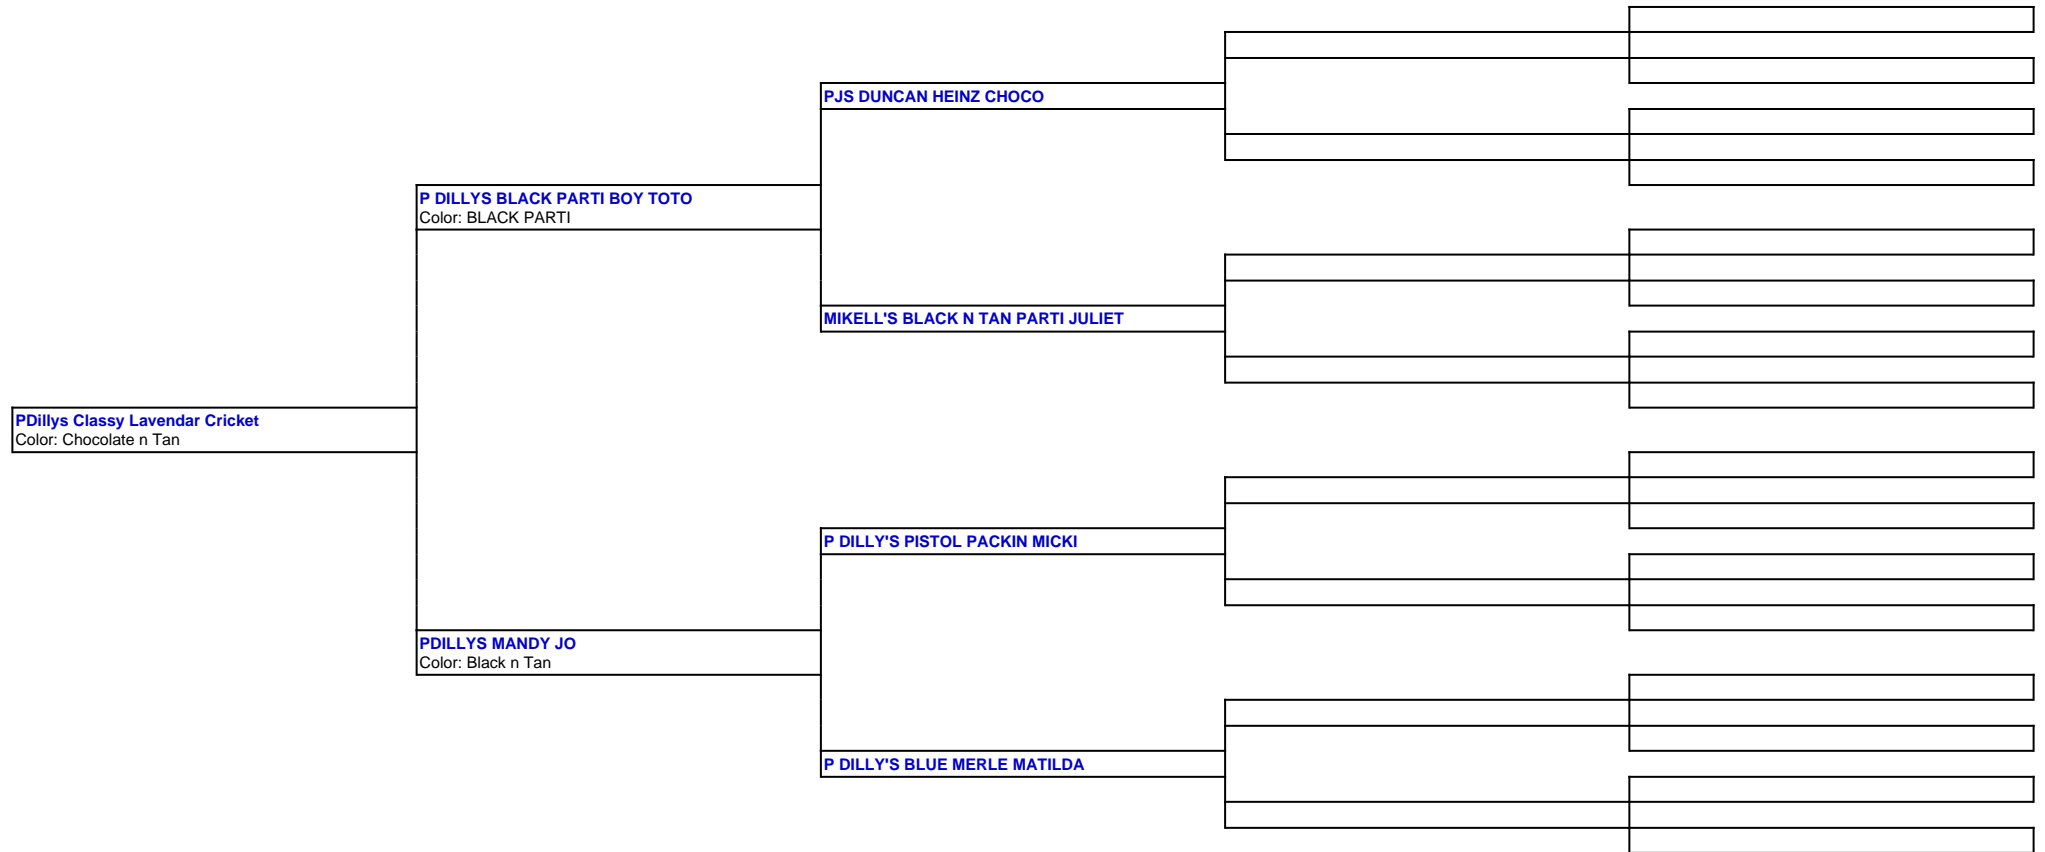 PJS DUNCAN HEINZ CHOCO
P DILLYS BLACK PARTI BOY TOTO
Color: BLACK PARTI
MIKELL'S BLACK N TAN PARTI JULIET
PDillys Classy Lavendar Cricket
Color: Chocolate n Tan
P DILLY'S PISTOL PACKIN MICKI
PDILLYS MANDY JO
Color: Black n Tan
P DILLY'S BLUE MERLE MATILDA